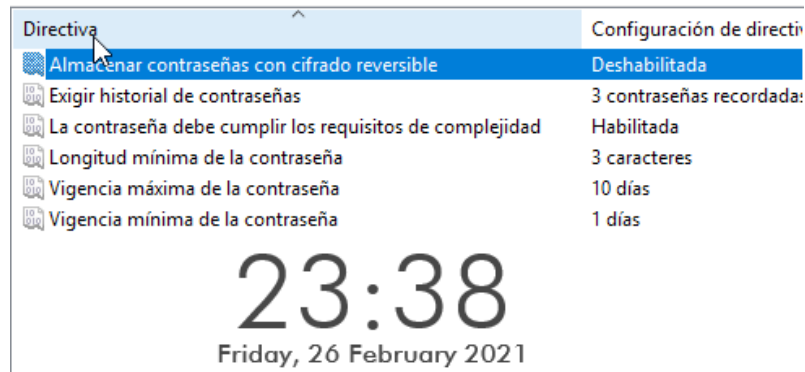 Directiva Configuración de directiv
Almacenar contraseñas con cifrado reversible Deshabilitada
Exigir historial de contraseñas 3 contraseñas recordadas
La contraseña debe cumplir los requisitos de complejidad Habilitada
Longitud mínima de la contraseña 3 caracteres
Vigencia máxima de la contraseña 10 días
Vigencia mínima de la contraseña 1 días
23:38
Friday, 26 February 2021